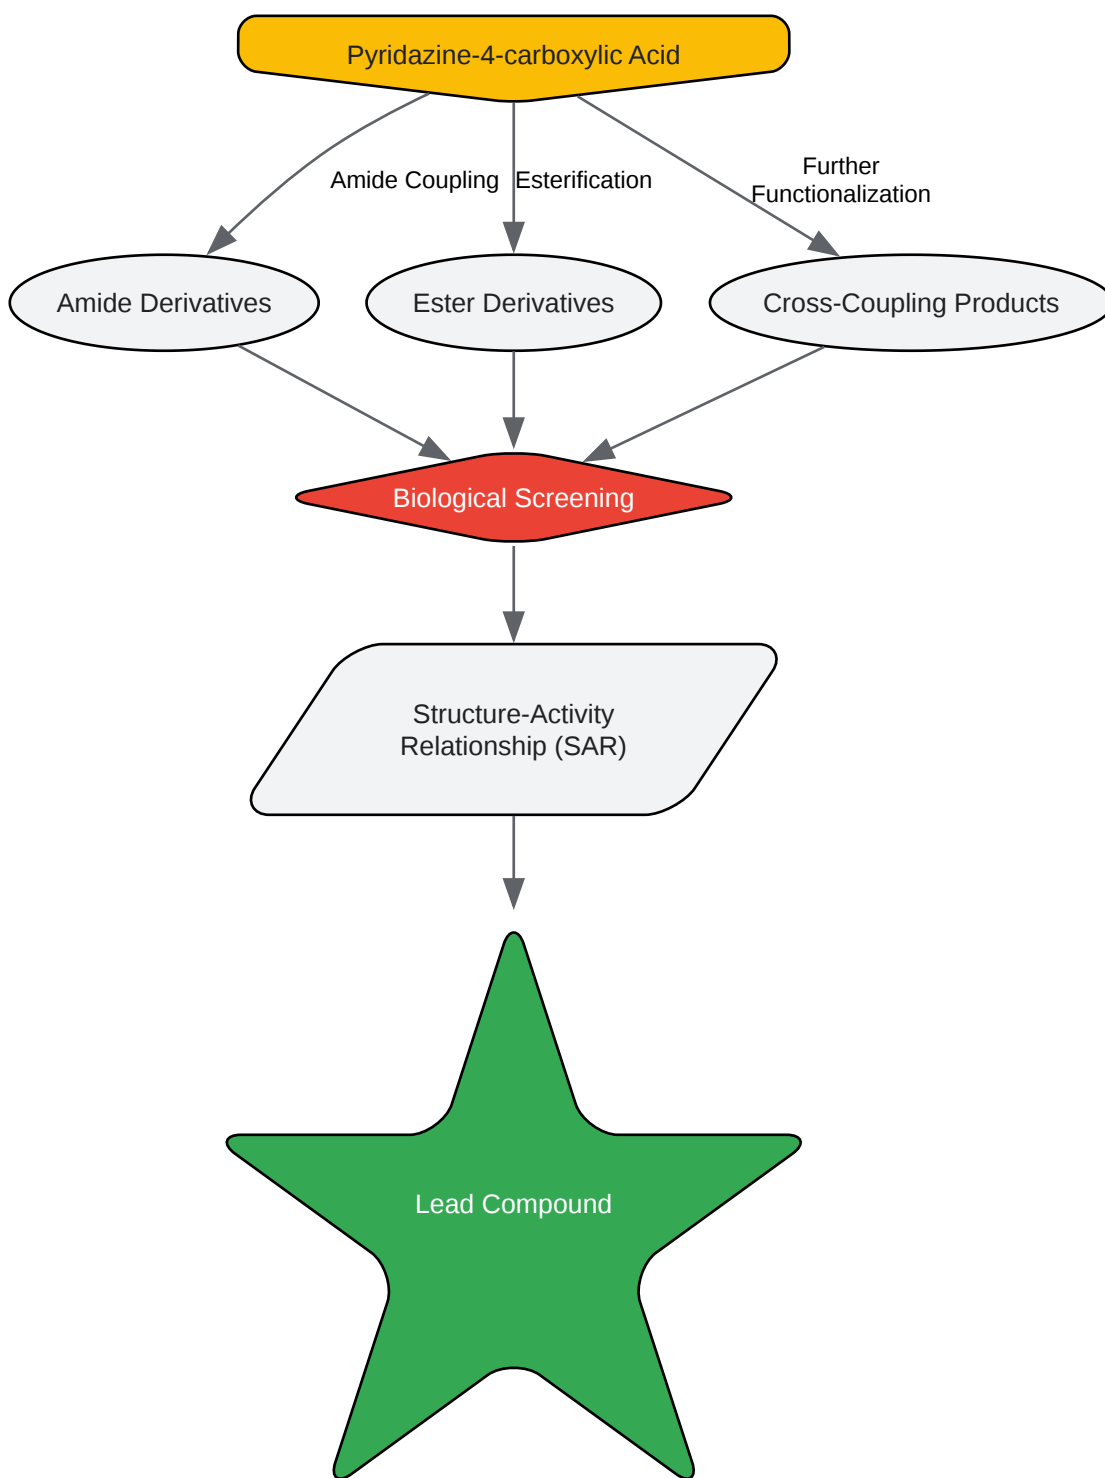 Pyridazine-4-carboxylic Acid
Amide Coupling
Esterification
Further
Functionalization
Amide Derivatives
Ester Derivatives
Cross-Coupling Products
Biological Screening
Structure-Activity
Relationship (SAR)
Lead Compound